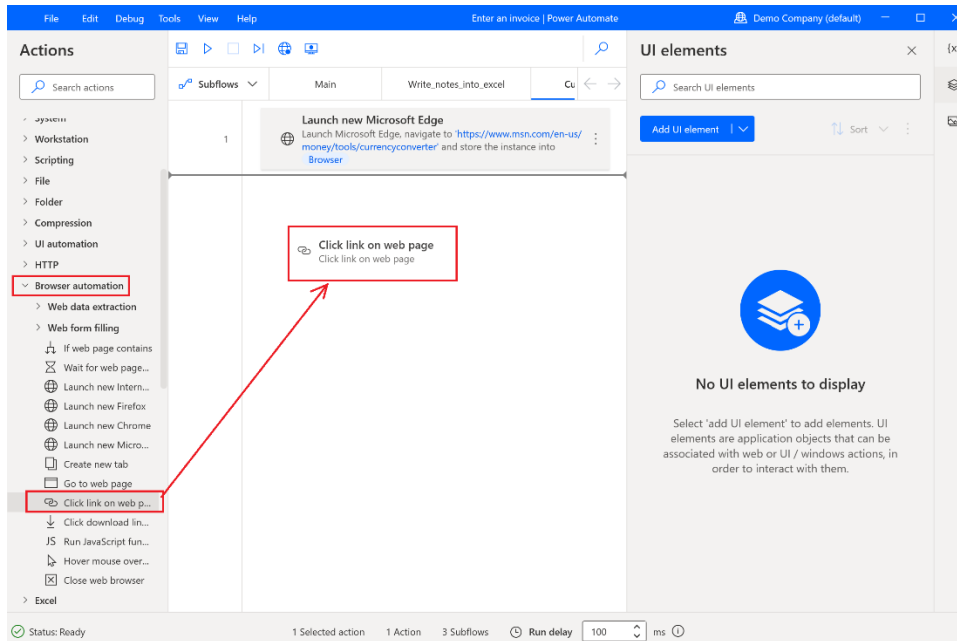 File Edit Debug Tools View Help
Enter an invoice | Power Automate
Demo Company (default)
Actions
Search actions
System
Workstation
Scripting
File
Folder
Compression
UI automation
HTTP
Browser automation
Web data extraction
Web form filling
If web page contains
Wait for web page...
Launch new Intern...
Launch new Firefox
Launch new Chrome
Launch new Micro...
Create new tab
Go to web page
Click link on web p...
Click download lin...
JS Run JavaScript fun...
Hover mouse over...
Close web browser
Excel
Subflows
Main
Write_notes_into_excel
Cu
1
Launch new Microsoft Edge
Launch Microsoft Edge, navigate to 'https://www.msn.com/en-us/
money/tools/currencyconverter' and store the instance into
Browser
Click link on web page
Click link on web page
UI elements
Search UI elements
Add UI element
Sort
No UI elements to display
Select 'add UI element' to add elements. UI
elements are application objects that can be
associated with web or UI / windows actions, in
order to interact with them.
{x
Status: Ready
1 Selected action
1 Action
3 Subflows
Run delay
100
ms